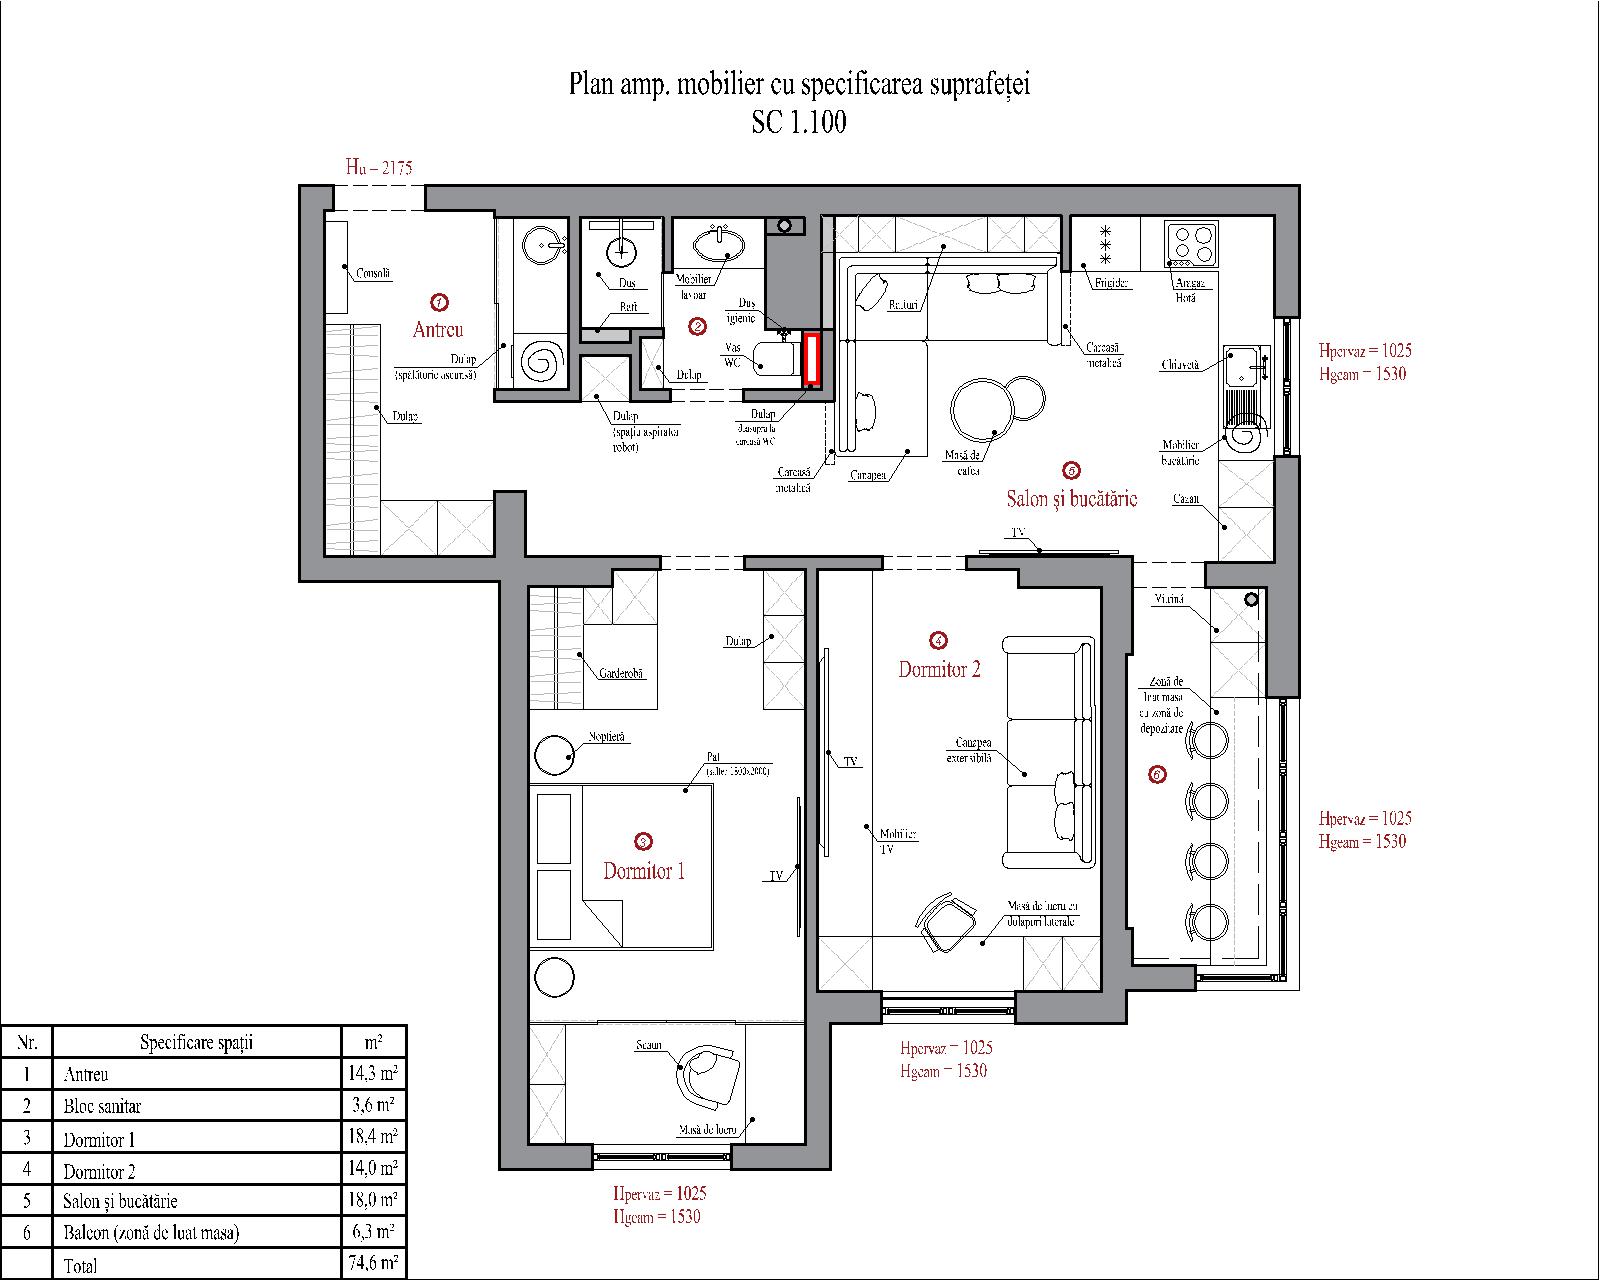 Plan amp. mobilier cu specificarea suprafeței
SC 1.100
Hu – 2175
Consolă
1
Antreu
Dulap
(spălătorie ascunsă)
Dulap
Duș
Raft
Mobilier
lavoar
2
Duș
igienic
Vas
WC
Dulap
Dulap
(spațiu aspirator
robot)
Dulap
deasupra la
carcasă WC
Carcasă
metalică
Canapea
Rafturi
Masă de
cafea
Frigider
Aragaz
Hotă
Carcasă
metalică
Chiuvetă
Mobilier
bucătărie
Cazan
5
Salon și bucătărie
TV
Hpervaz = 1025
Hgeam = 1530
Garderobă
Dulap
Noptieră
Pat
(saltea 1800x2000)
3
Dormitor 1
TV
Scaun
Masă de lucru
4
Dormitor 2
Canapea
extensibilă
TV
Mobilier
TV
Masă de lucru cu
dulapuri laterale
Vitrină
Zonă de
luat masa
cu zonă de
depozitare
6
Hpervaz = 1025
Hgeam = 1530
Hpervaz = 1025
Hgeam = 1530
Hpervaz = 1025
Hgeam = 1530
Nr. Specificare spații m²
1 Antreu 14,3 m²
2 Bloc sanitar 3,6 m²
3 Dormitor 1 18,4 m²
4 Dormitor 2 14,0 m²
5 Salon și bucătărie 18,0 m²
6 Balcon (zonă de luat masa) 6,3 m²
Total 74,6 m²